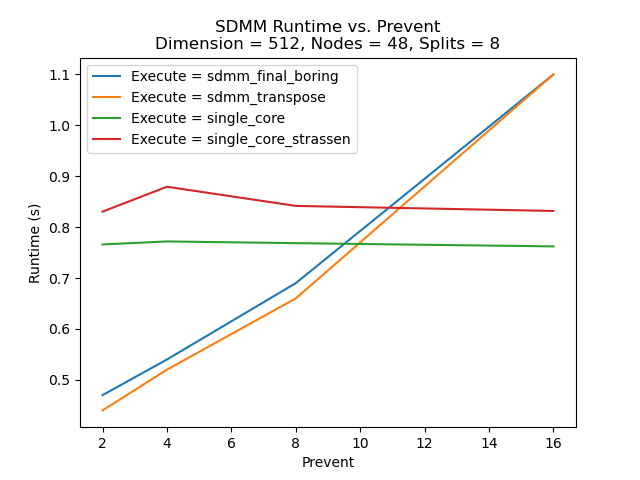 SDMM Runtime vs. Prevent
Dimension = 512, Nodes = 48, Splits = 8
Execute = sdmm_final_boring
Execute = sdmm_transpose
Execute = single_core
Execute = single_core_strassen
Runtime (s)
1.1
1.0
0.9
0.8
0.7
0.6
0.5
2 4 6 8 10 12 14 16
Prevent